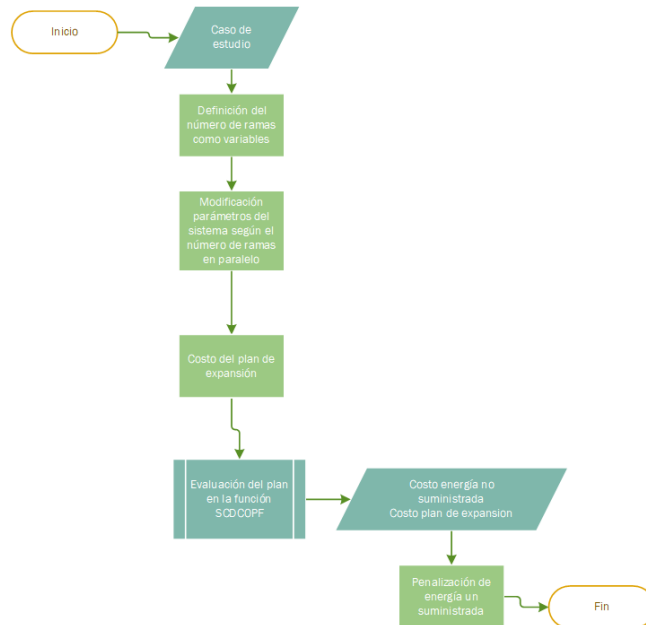 Inicio
Caso de
estudio
Definición del
número de ramas
como variables
Modificación
parámetros del
sistema según el
número de ramas
en paralelo
Costo del plan de
expansión
Evaluación del plan
en la función
SCDCOPF
Costo energía no
suministrada
Costo plan de expansion
Penalización de
energía un
suministrada
Fin